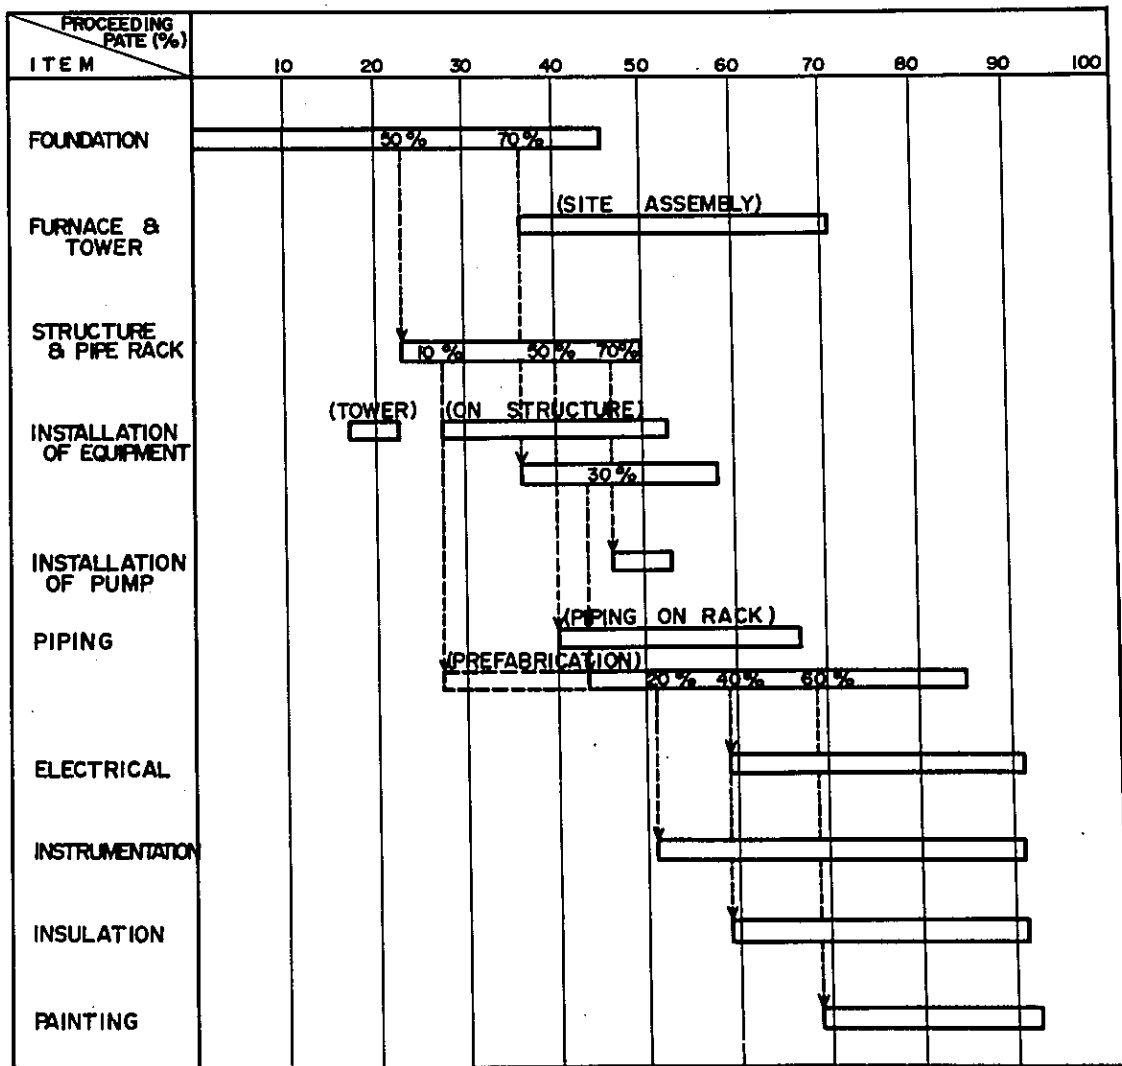 PROCEEDING
PATE (%)
ITEM
10 20 30 40 50 60 70 80 90 100
FOUNDATION
50% 70%
(SITE ASSEMBLY)
FURNACE &
TOWER
STRUCTURE
& PIPE RACK
10% 50% 70%
(TOWER) (ON STRUCTURE)
INSTALLATION
OF EQUIPMENT
30%
INSTALLATION
OF PUMP
(PIPING ON RACK)
PIPING
(PREFABRICATION)
20% 40% 60%
ELECTRICAL
INSTRUMENTATION
INSULATION
PAINTING